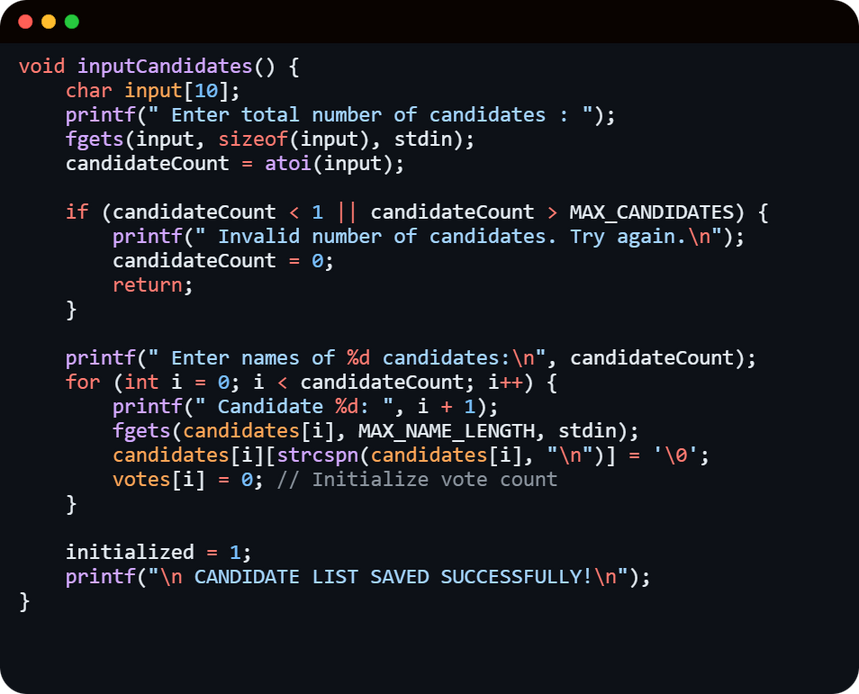 void inputCandidates() {
    char input[10];
    printf(" Enter total number of candidates : ");
    fgets(input, sizeof(input), stdin);
    candidateCount = atoi(input);

    if (candidateCount < 1 || candidateCount > MAX_CANDIDATES) {
        printf(" Invalid number of candidates. Try again.\n");
        candidateCount = 0;
        return;
    }

    printf(" Enter names of %d candidates:\n", candidateCount);
    for (int i = 0; i < candidateCount; i++) {
        printf(" Candidate %d: ", i + 1);
        fgets(candidates[i], MAX_NAME_LENGTH, stdin);
        candidates[i][strcspn(candidates[i], "\n")] = '\0';
        votes[i] = 0; // Initialize vote count
    }

    initialized = 1;
    printf("\n CANDIDATE LIST SAVED SUCCESSFULLY!\n");
}